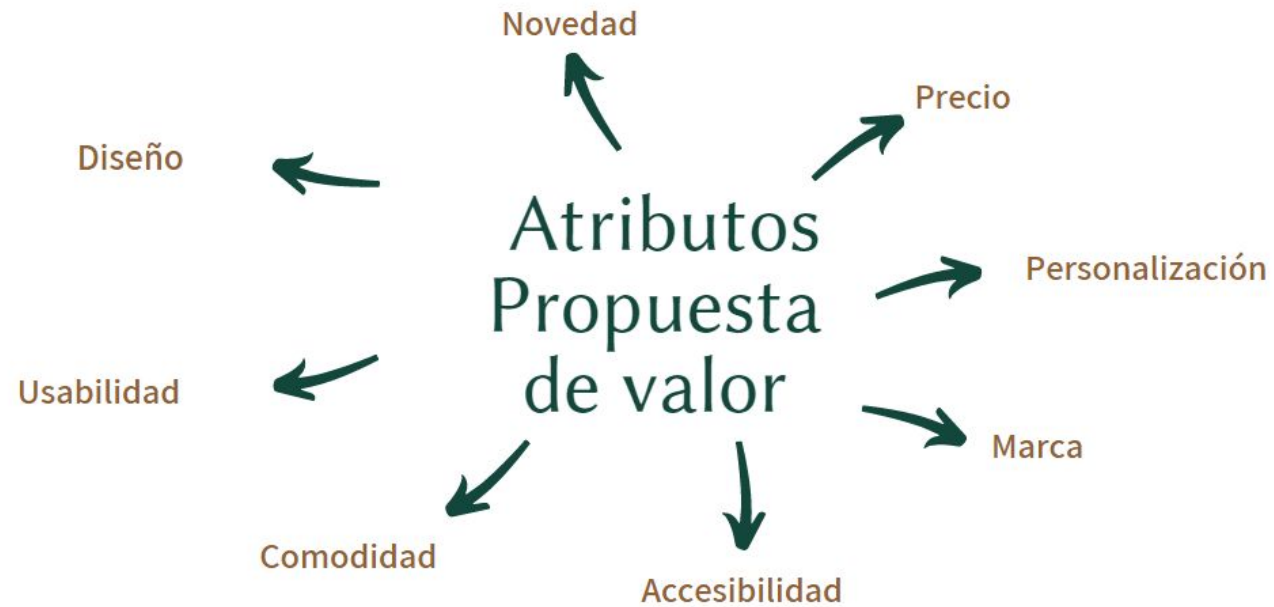 Novedad
Precio
Diseño
Atributos
Propuesta
de valor
Personalización
Usabilidad
Marca
Comodidad
Accesibilidad